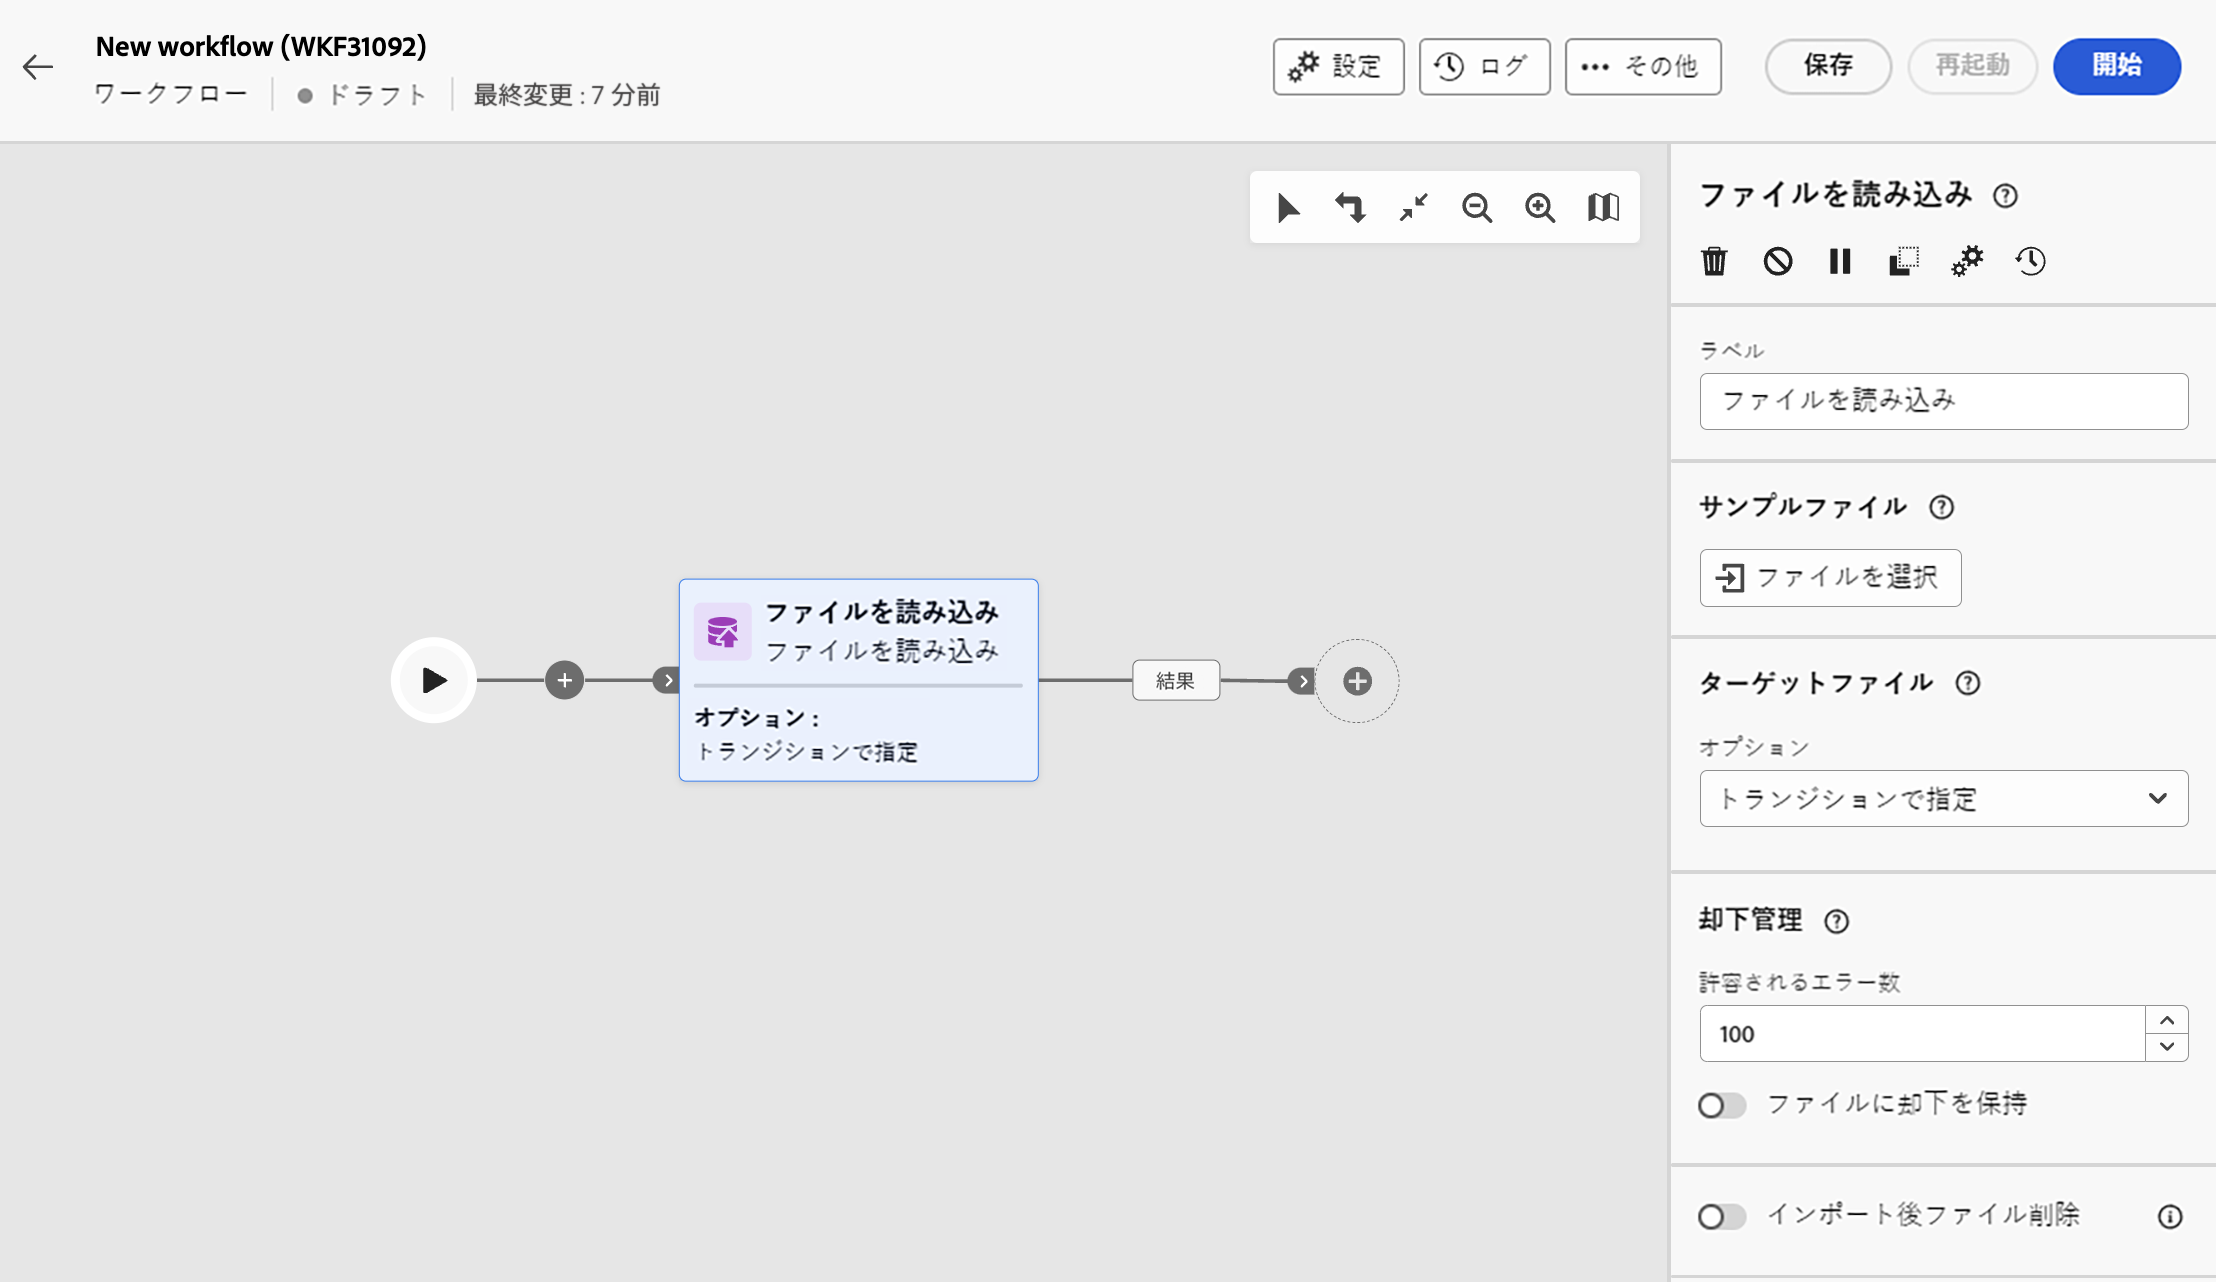 New workflow (WKF31092)
ワークフロー ドラフト 最終変更 : 7 分前
設定 ログ その他 保存 再起動 開始
ファイルを読み込み
ラベル
ファイルを読み込み
サンプルファイル
ファイルを選択
ターゲットファイル
オプション
トランジションで指定
却下管理
許容されるエラー数
100
ファイルに却下を保持
インポート後ファイル削除
ファイルを読み込み
ファイルを読み込み
オプション :
トランジションで指定
結果